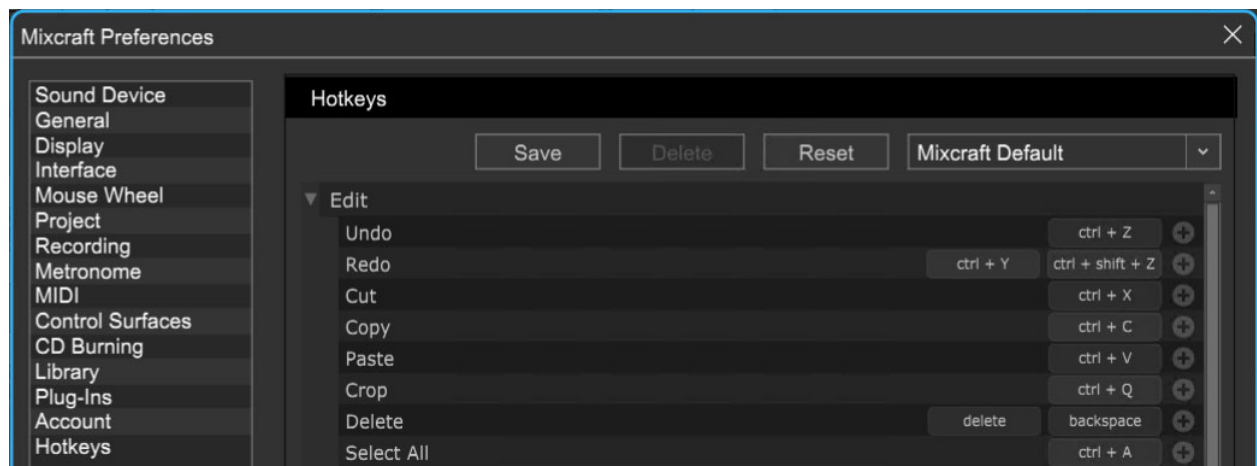 Mixcraft Preferences
Sound Device
General
Display
Interface
Mouse Wheel
Project
Recording
Metronome
MIDI
Control Surfaces
CD Burning
Library
Plug-Ins
Account
Hotkeys
Hotkeys
Save Delete Reset Mixcraft Default
Edit
Undo ctrl + Z
Redo ctrl + Y ctrl + shift + Z
Cut ctrl + X
Copy ctrl + C
Paste ctrl + V
Crop ctrl + Q
Delete delete backspace
Select All ctrl + A